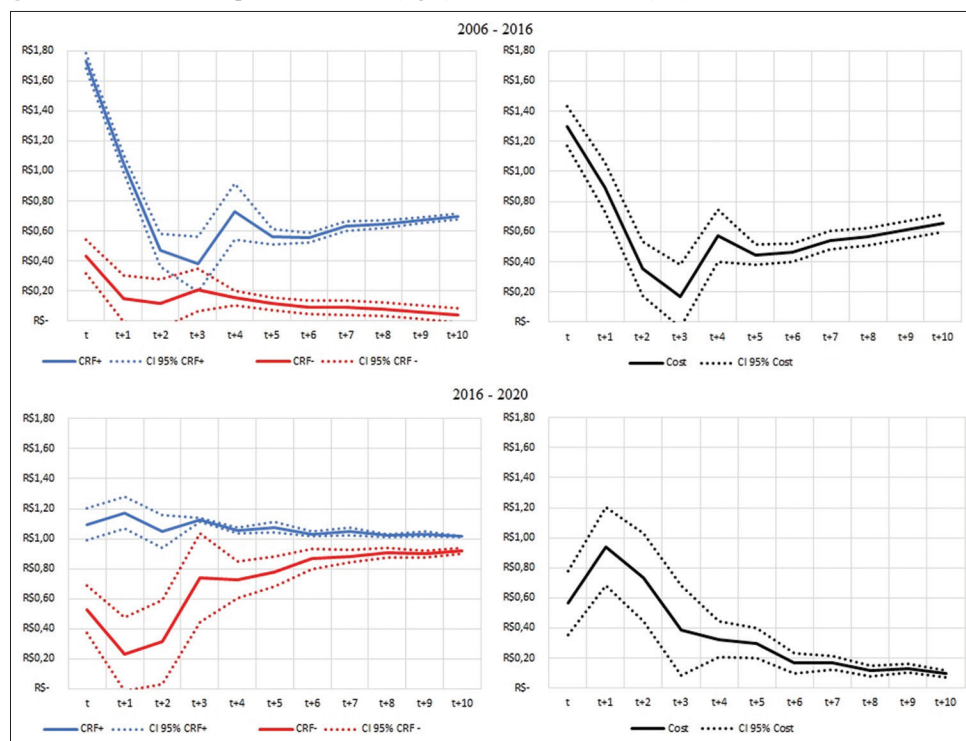 2006 - 2016
R$1,80
R$1,60
R$1,40
R$1,20
R$1,00
R$0,80
R$0,60
R$0,40
R$0,20
R$-
t t+1 t+2 t+3 t+4 t+5 t+6 t+7 t+8 t+9 t+10
CRF+ CI 95% CRF+ CRF- CI 95% CRF -
R$1,80
R$1,60
R$1,40
R$1,20
R$1,00
R$0,80
R$0,60
R$0,40
R$0,20
R$-
t t+1 t+2 t+3 t+4 t+5 t+6 t+7 t+8 t+9 t+10
Cost CI 95% Cost
2016 - 2020
R$1,80
R$1,60
R$1,40
R$1,20
R$1,00
R$0,80
R$0,60
R$0,40
R$0,20
R$-
t t+1 t+2 t+3 t+4 t+5 t+6 t+7 t+8 t+9 t+10
CRF+ CI 95% CRF+ CRF- CI 95% CRF -
R$1,80
R$1,60
R$1,40
R$1,20
R$1,00
R$0,80
R$0,60
R$0,40
R$0,20
R$-
t t+1 t+2 t+3 t+4 t+5 t+6 t+7 t+8 t+9 t+10
Cost CI 95% Cost